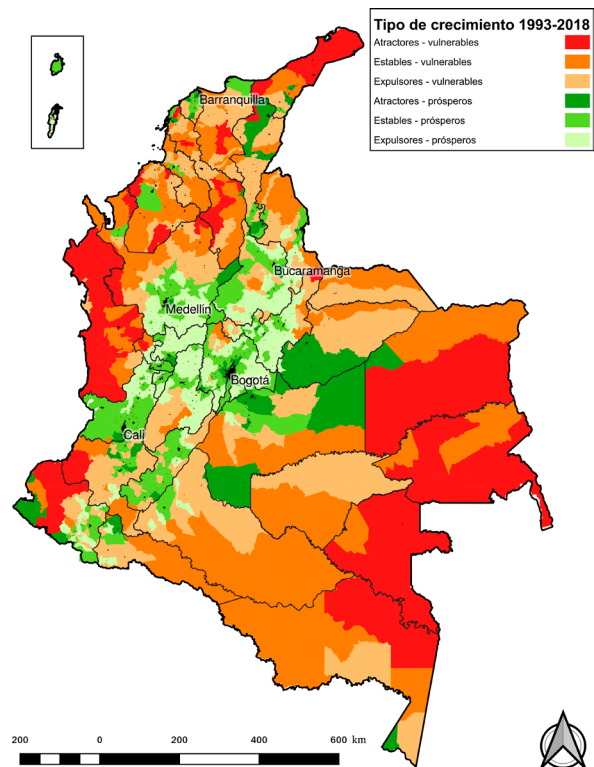 Tipo de crecimiento 1993-2018
Atractores - vulnerables
Estables - vulnerables
Expulsores - vulnerables
Atractores - prósperos
Estables - prósperos
Expulsores - prósperos
Barranquilla
Bucaramanga
Medellín
Bogotá
Cali
200 0 200 400 600 km